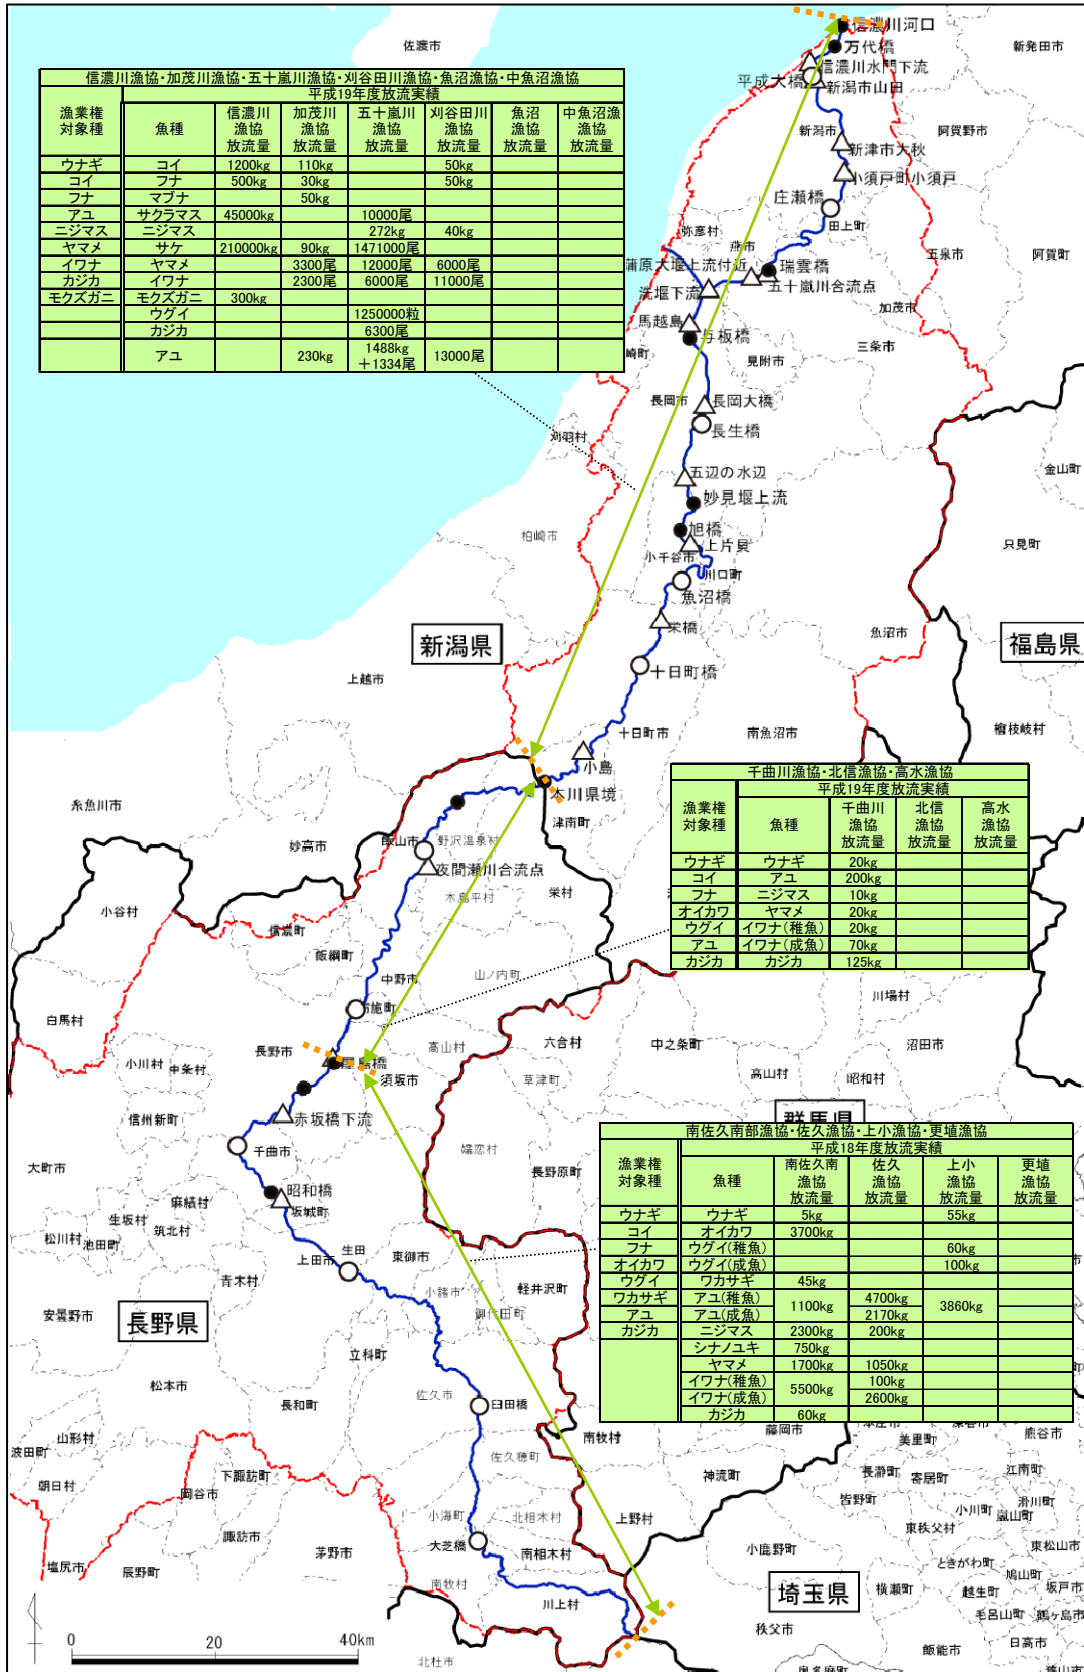 佐渡市
信濃川河口
万代橋
信濃川水門下流
平成大橋
新潟市山田
新発田市
新潟市
阿賀野市
新津市大秋
小須戸町小須戸
庄瀬橋
田上町
弥彦村
燕市
五泉市
阿賀町
蒲原大堰上流付近
瑞雲橋
五十嵐川合流点
洗堰下流
加茂市
馬越島
与板橋
三条市
崎町
見附市
長岡市
長岡大橋
長生橋
刈羽村
金山町
五辺の水辺
妙見堰上流
柏崎市
旭橋
上片貝
小千谷市
川口町
魚沼橋
只見町
栄橋
新潟県
魚沼市
福島県
上越市
十日町橋
十日町市
南魚沼市
檜枝岐村
小島
本川県境
津南町
糸魚川市
妙高市
飯山市
野沢温泉村
夜間瀬川合流点
栄村
木島平村
小谷村
信濃町
飯綱町
中野市
山ノ内町
白馬村
小布施町
川場村
長野市
屋島橋
高山村
六合村
中之条町
沼田市
小川村
中条村
須坂市
草津町
高山村
昭和村
信州新町
赤坂橋下流
群馬県
千曲市
嬬恋村
長野原町
大町市
麻績村
昭和橋
坂城町
生坂村
松川村
池田町
筑北村
生田
上田市
東御市
青木村
小諸市
軽井沢町
御代田町
安曇野市
長野県
立科町
松本市
長和町
佐久市
臼田橋
南牧村
藤岡市
美里町
熊谷市
山形村
波田町
佐久穂町
神流町
長瀞町
寄居町
江南町
朝日村
下諏訪町
岡谷市
皆野町
小川町
滑川町
嵐山町
小海町
北相木村
上野村
東秩父村
諏訪市
大芝橋
南相木村
小鹿野町
ときがわ町
東松山市
塩尻市
辰野町
茅野市
南牧村
川上村
埼玉県
横瀬町
鳩山町
越生町
坂戸市
毛呂山町
鶴ヶ島市
秩父市
飯能市
日高市
北杜市
奥多摩町
狭山市
0 20 40km
信濃川漁協・加茂川漁協・五十嵐川漁協・刈谷田川漁協・魚沼漁協・中魚沼漁協
平成19年度放流実績
漁業権対象種 魚種 信濃川漁協放流量 加茂川漁協放流量 五十嵐川漁協放流量 刈谷田川漁協放流量 魚沼漁協放流量 中魚沼漁協放流量
ウナギ コイ 1200kg 110kg 50kg
コイ フナ 500kg 30kg 50kg
フナ マブナ 50kg
アユ サクラマス 45000kg 10000尾
ニジマス ニジマス 272kg 40kg
ヤマメ サケ 210000kg 90kg 1471000尾
イワナ ヤマメ 3300尾 12000尾 6000尾
カジカ イワナ 2300尾 6000尾 11000尾
モクズガニ モクズガニ 300kg
ウグイ 1250000粒
カジカ 6300尾
アユ 230kg 1488kg＋1334尾 13000尾
千曲川漁協・北信漁協・高水漁協
平成19年度放流実績
漁業権対象種 魚種 千曲川漁協放流量 北信漁協放流量 高水漁協放流量
ウナギ ウナギ 20kg
コイ アユ 200kg
フナ ニジマス 10kg
オイカワ ヤマメ 20kg
ウグイ イワナ(稚魚) 20kg
アユ イワナ(成魚) 70kg
カジカ カジカ 125kg
南佐久南部漁協・佐久漁協・上小漁協・更埴漁協
平成18年度放流実績
漁業権対象種 魚種 南佐久南漁協放流量 佐久漁協放流量 上小漁協放流量 更埴漁協放流量
ウナギ ウナギ 5kg 55kg
コイ オイカワ 3700kg
フナ ウグイ(稚魚) 60kg
オイカワ ウグイ(成魚) 100kg
ウグイ ワカサギ 45kg
ワカサギ アユ(稚魚) 1100kg 4700kg 3860kg
アユ アユ(成魚) 2170kg
カジカ ニジマス 2300kg 200kg
シナノユキ 750kg
ヤマメ 1700kg 1050kg
イワナ(稚魚) 5500kg 100kg
イワナ(成魚) 2600kg
カジカ 60kg